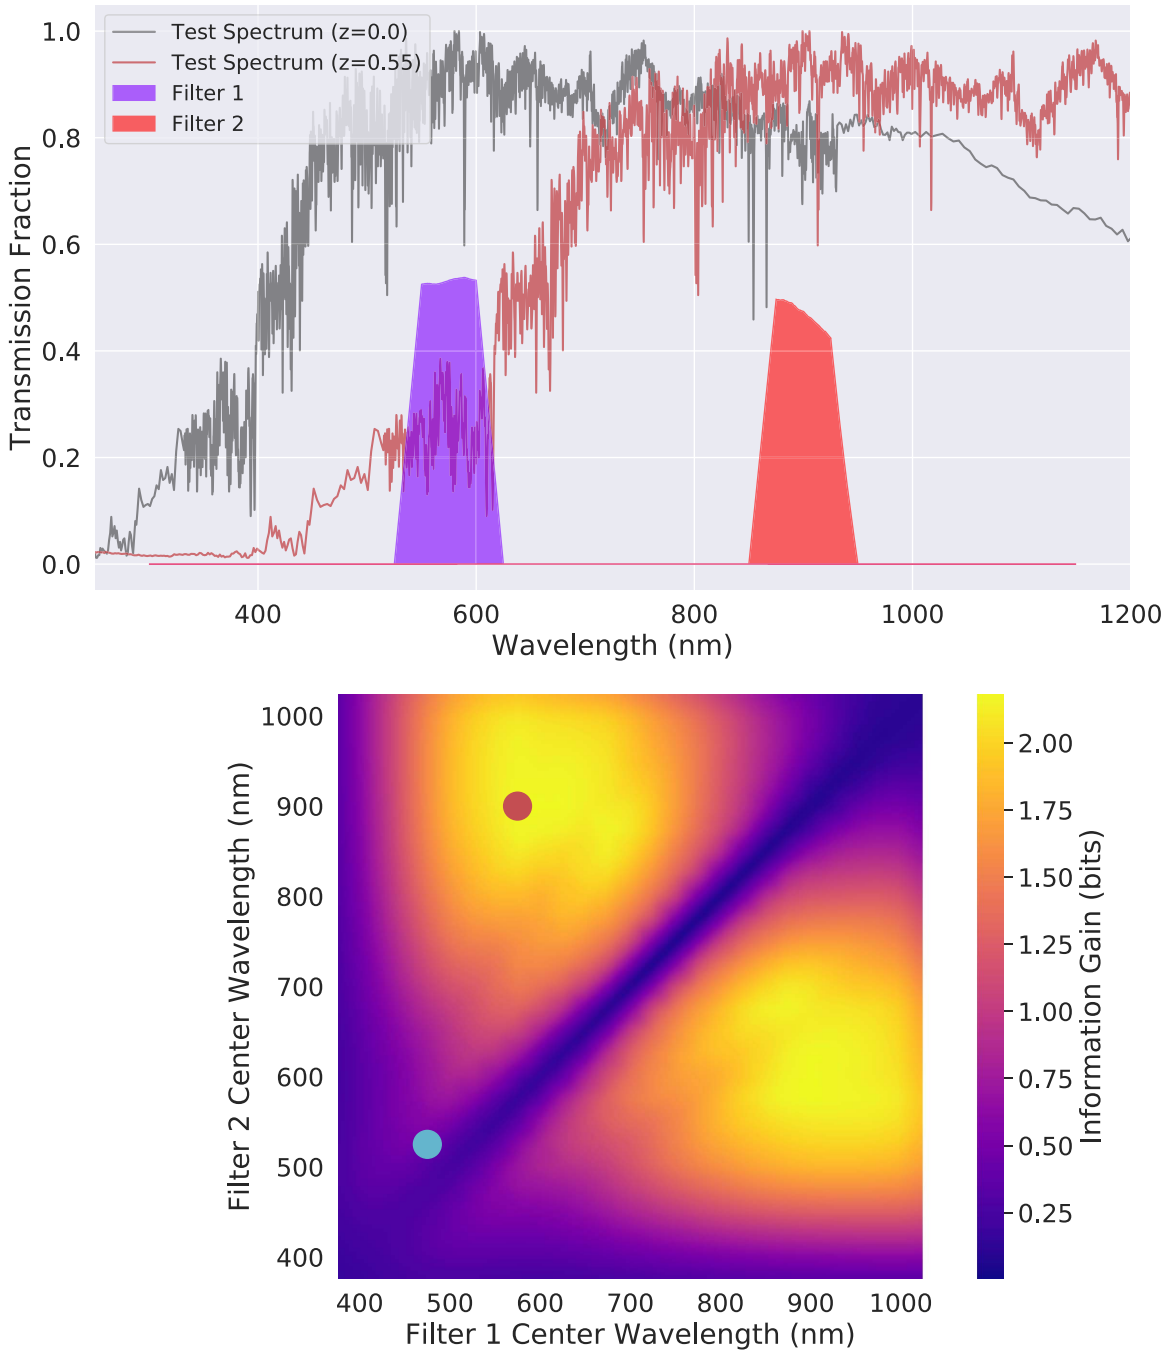 Test Spectrum (z=0.0)
Test Spectrum (z=0.55)
Filter 1
Filter 2
Transmission Fraction
1.0
0.8
0.6
0.4
0.2
0.0
400 600 800 1000 1200
Wavelength (nm)
Filter 2 Center Wavelength (nm)
1000
900
800
700
600
500
400
400 500 600 700 800 900 1000
Filter 1 Center Wavelength (nm)
2.00
1.75
1.50
1.25
1.00
0.75
0.50
0.25
Information Gain (bits)